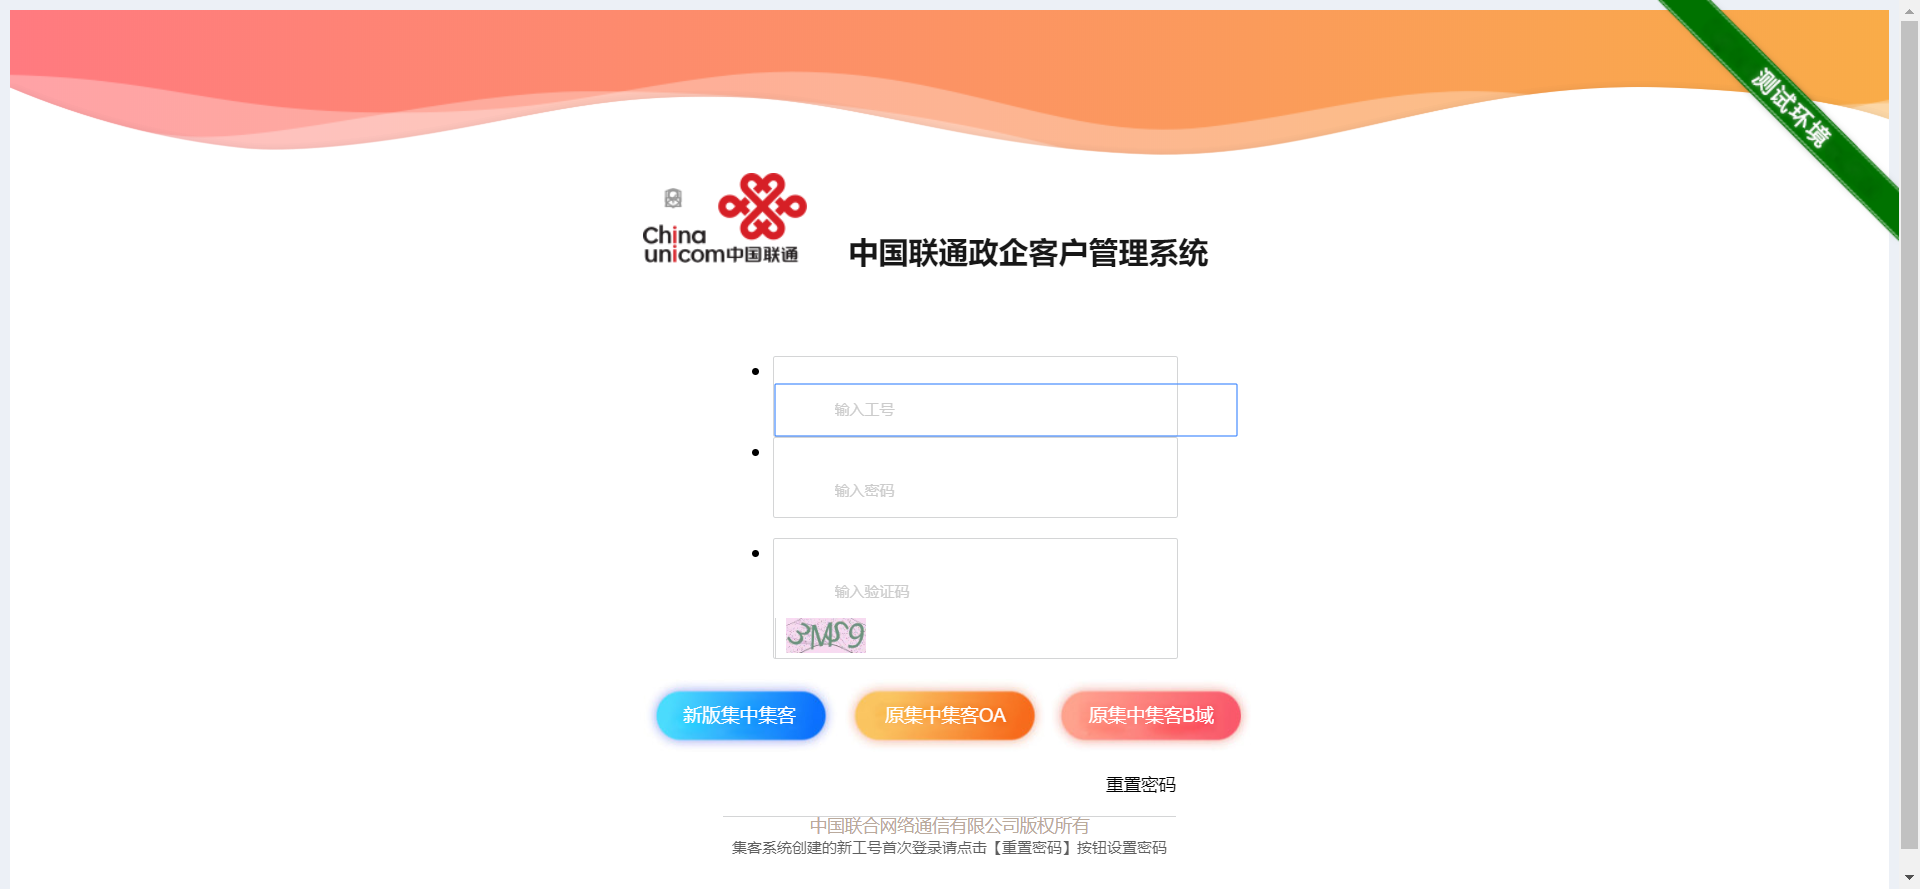 测试环境
China
unicom中国联通
中国联通政企客户管理系统
输入工号
输入密码
输入验证码
3MS9
新版集中集客
原集中集客OA
原集中集客B域
重置密码
中国联合网络通信有限公司版权所有
集客系统创建的新工号首次登录请点击【重置密码】按钮设置密码